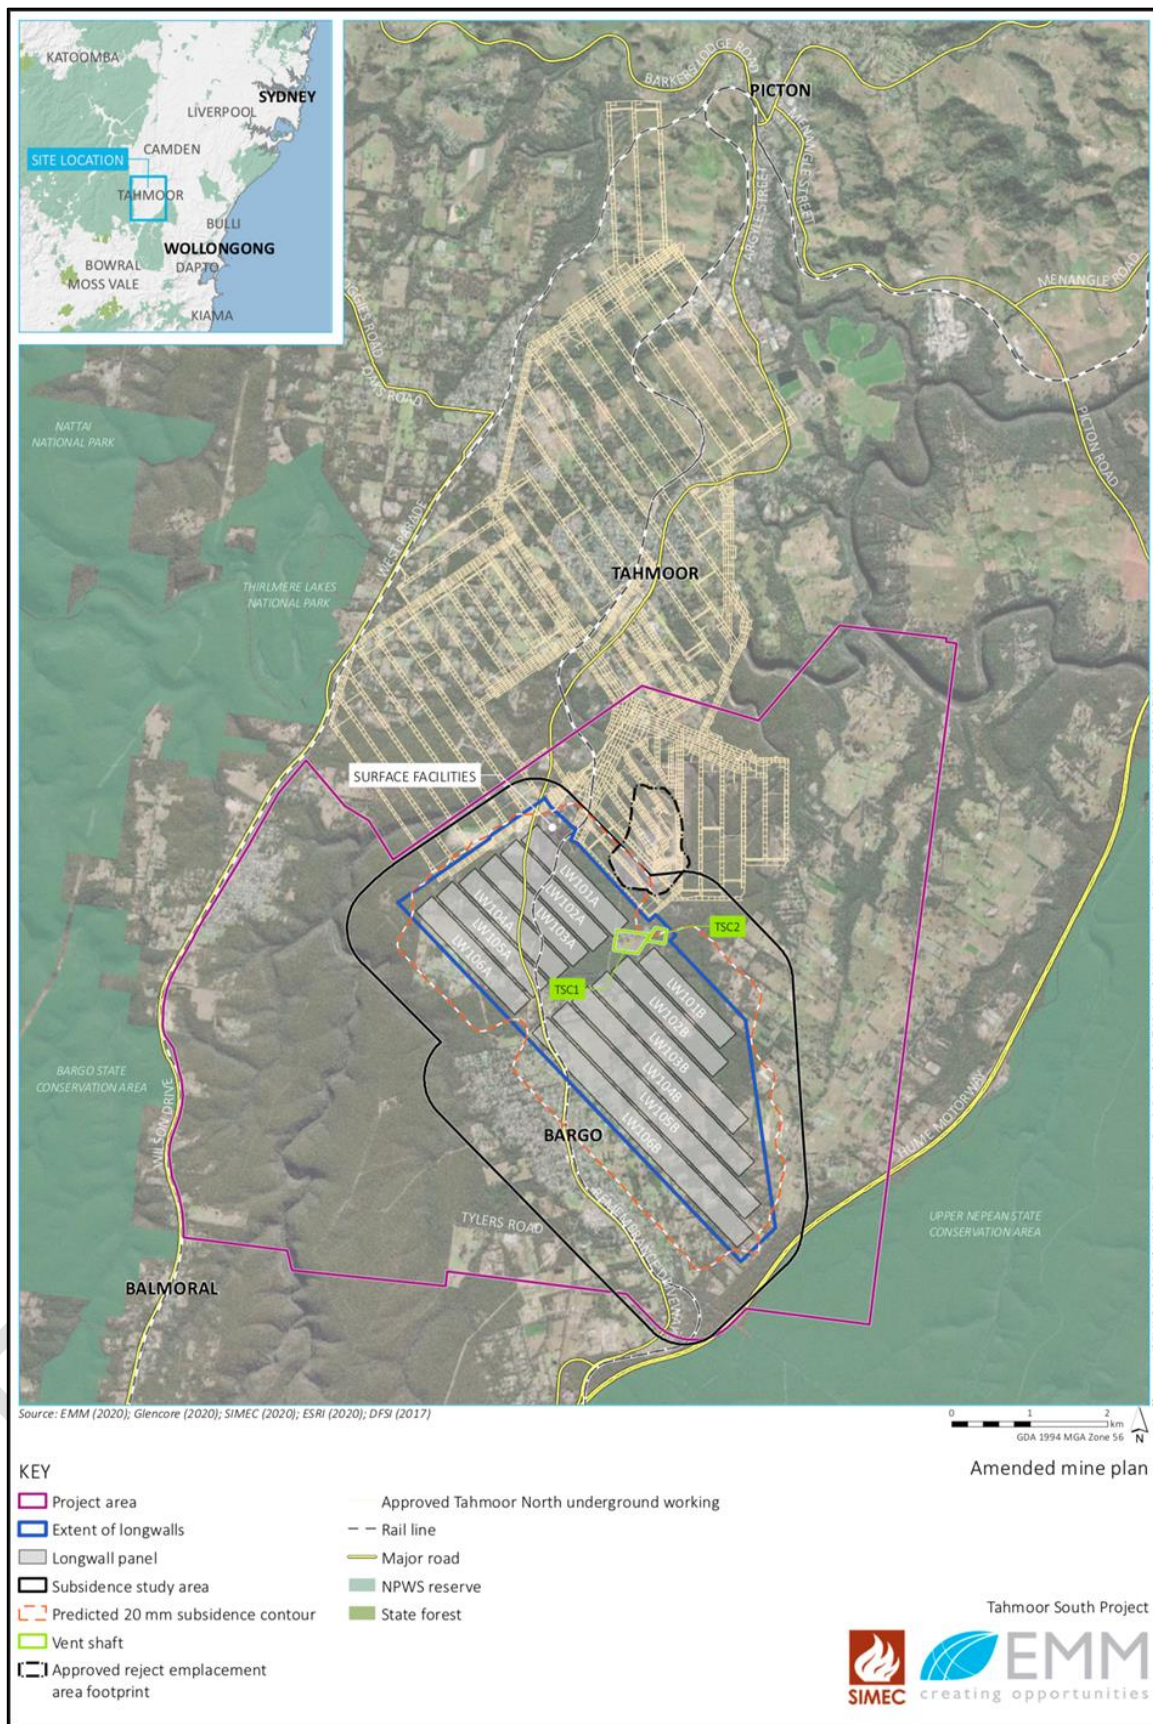 KATOOMBA
SYDNEY
LIVERPOOL
CAMDEN
SITE LOCATION
TAHMOOR
BULLI
WOLLONGONG
BOWRAL
DAPTO
MOSS VALE
KIAMA
BARKERS LODGE ROAD
PICTON
MENANGLE STREET
ARGYLE STREET
MENANGLE ROAD
OAKS ROAD
PICTON ROAD
NATTAI
NATIONAL PARK
WEST PARADE
TAHMOOR
THIRLMERE LAKES
NATIONAL PARK
SURFACE FACILITIES
LW101A
LW102A
LW103A
LW104A
LW105A
LW106A
TSC2
TSC1
LW101B
LW102B
LW103B
LW104B
LW105B
LW106B
BARGO STATE
CONSERVATION AREA
WILSON DRIVE
HUME MOTORWAY
BARGO
REMEMBRANCE DRIVEWAY
TYLERS ROAD
UPPER NEPEAN STATE
CONSERVATION AREA
BALMORAL
Source: EMM (2020); Glencore (2020); SIMEC (2020); ESRI (2020); DFSI (2017)
0 1 2
km
GDA 1994 MGA Zone 56 N
KEY
Amended mine plan
Project area
Extent of longwalls
Longwall panel
Subsidence study area
Predicted 20 mm subsidence contour
Vent shaft
Approved reject emplacement
area footprint
Approved Tahmoor North underground working
Rail line
Major road
NPWS reserve
State forest
Tahmoor South Project
SIMEC
EMM
creating opportunities